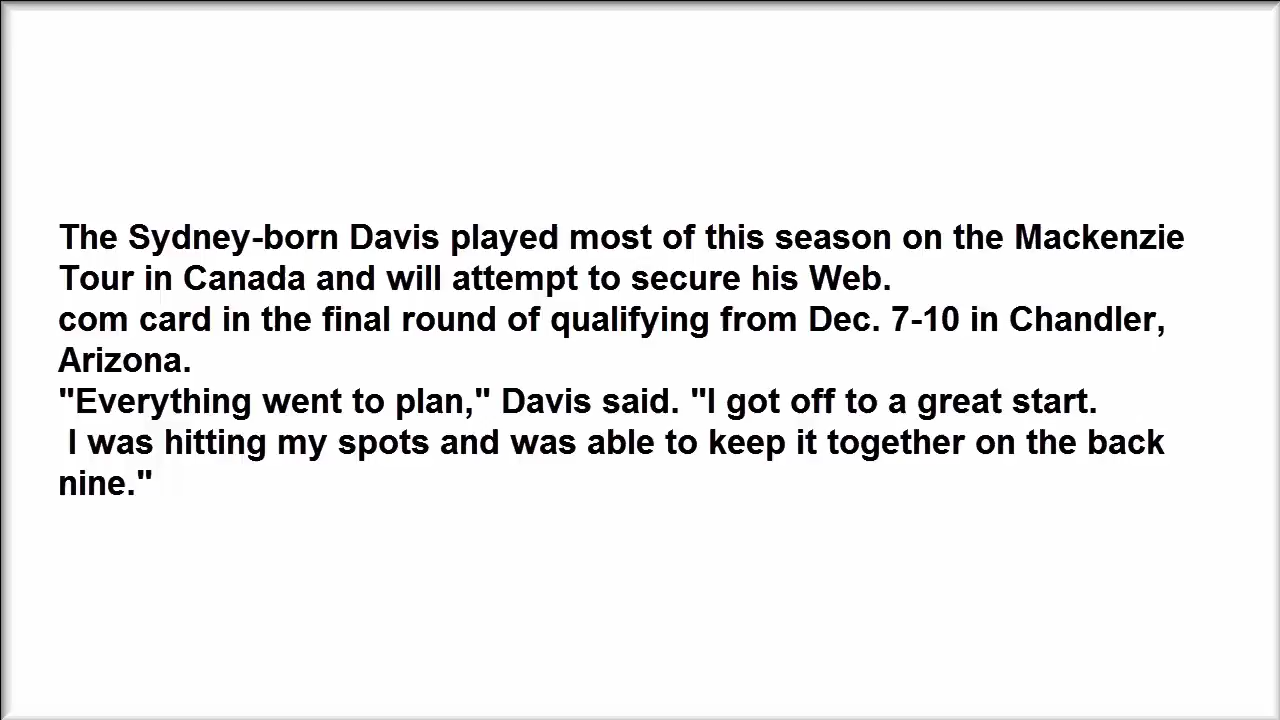 The Sydney-born Davis played most of this season on the Mackenzie
Tour in Canada and will attempt to secure his Web.
com card in the final round of qualifying from Dec. 7-10 in Chandler,
Arizona.
"Everything went to plan," Davis said. "I got off to a great start.
I was hitting my spots and was able to keep it together on the back
nine."